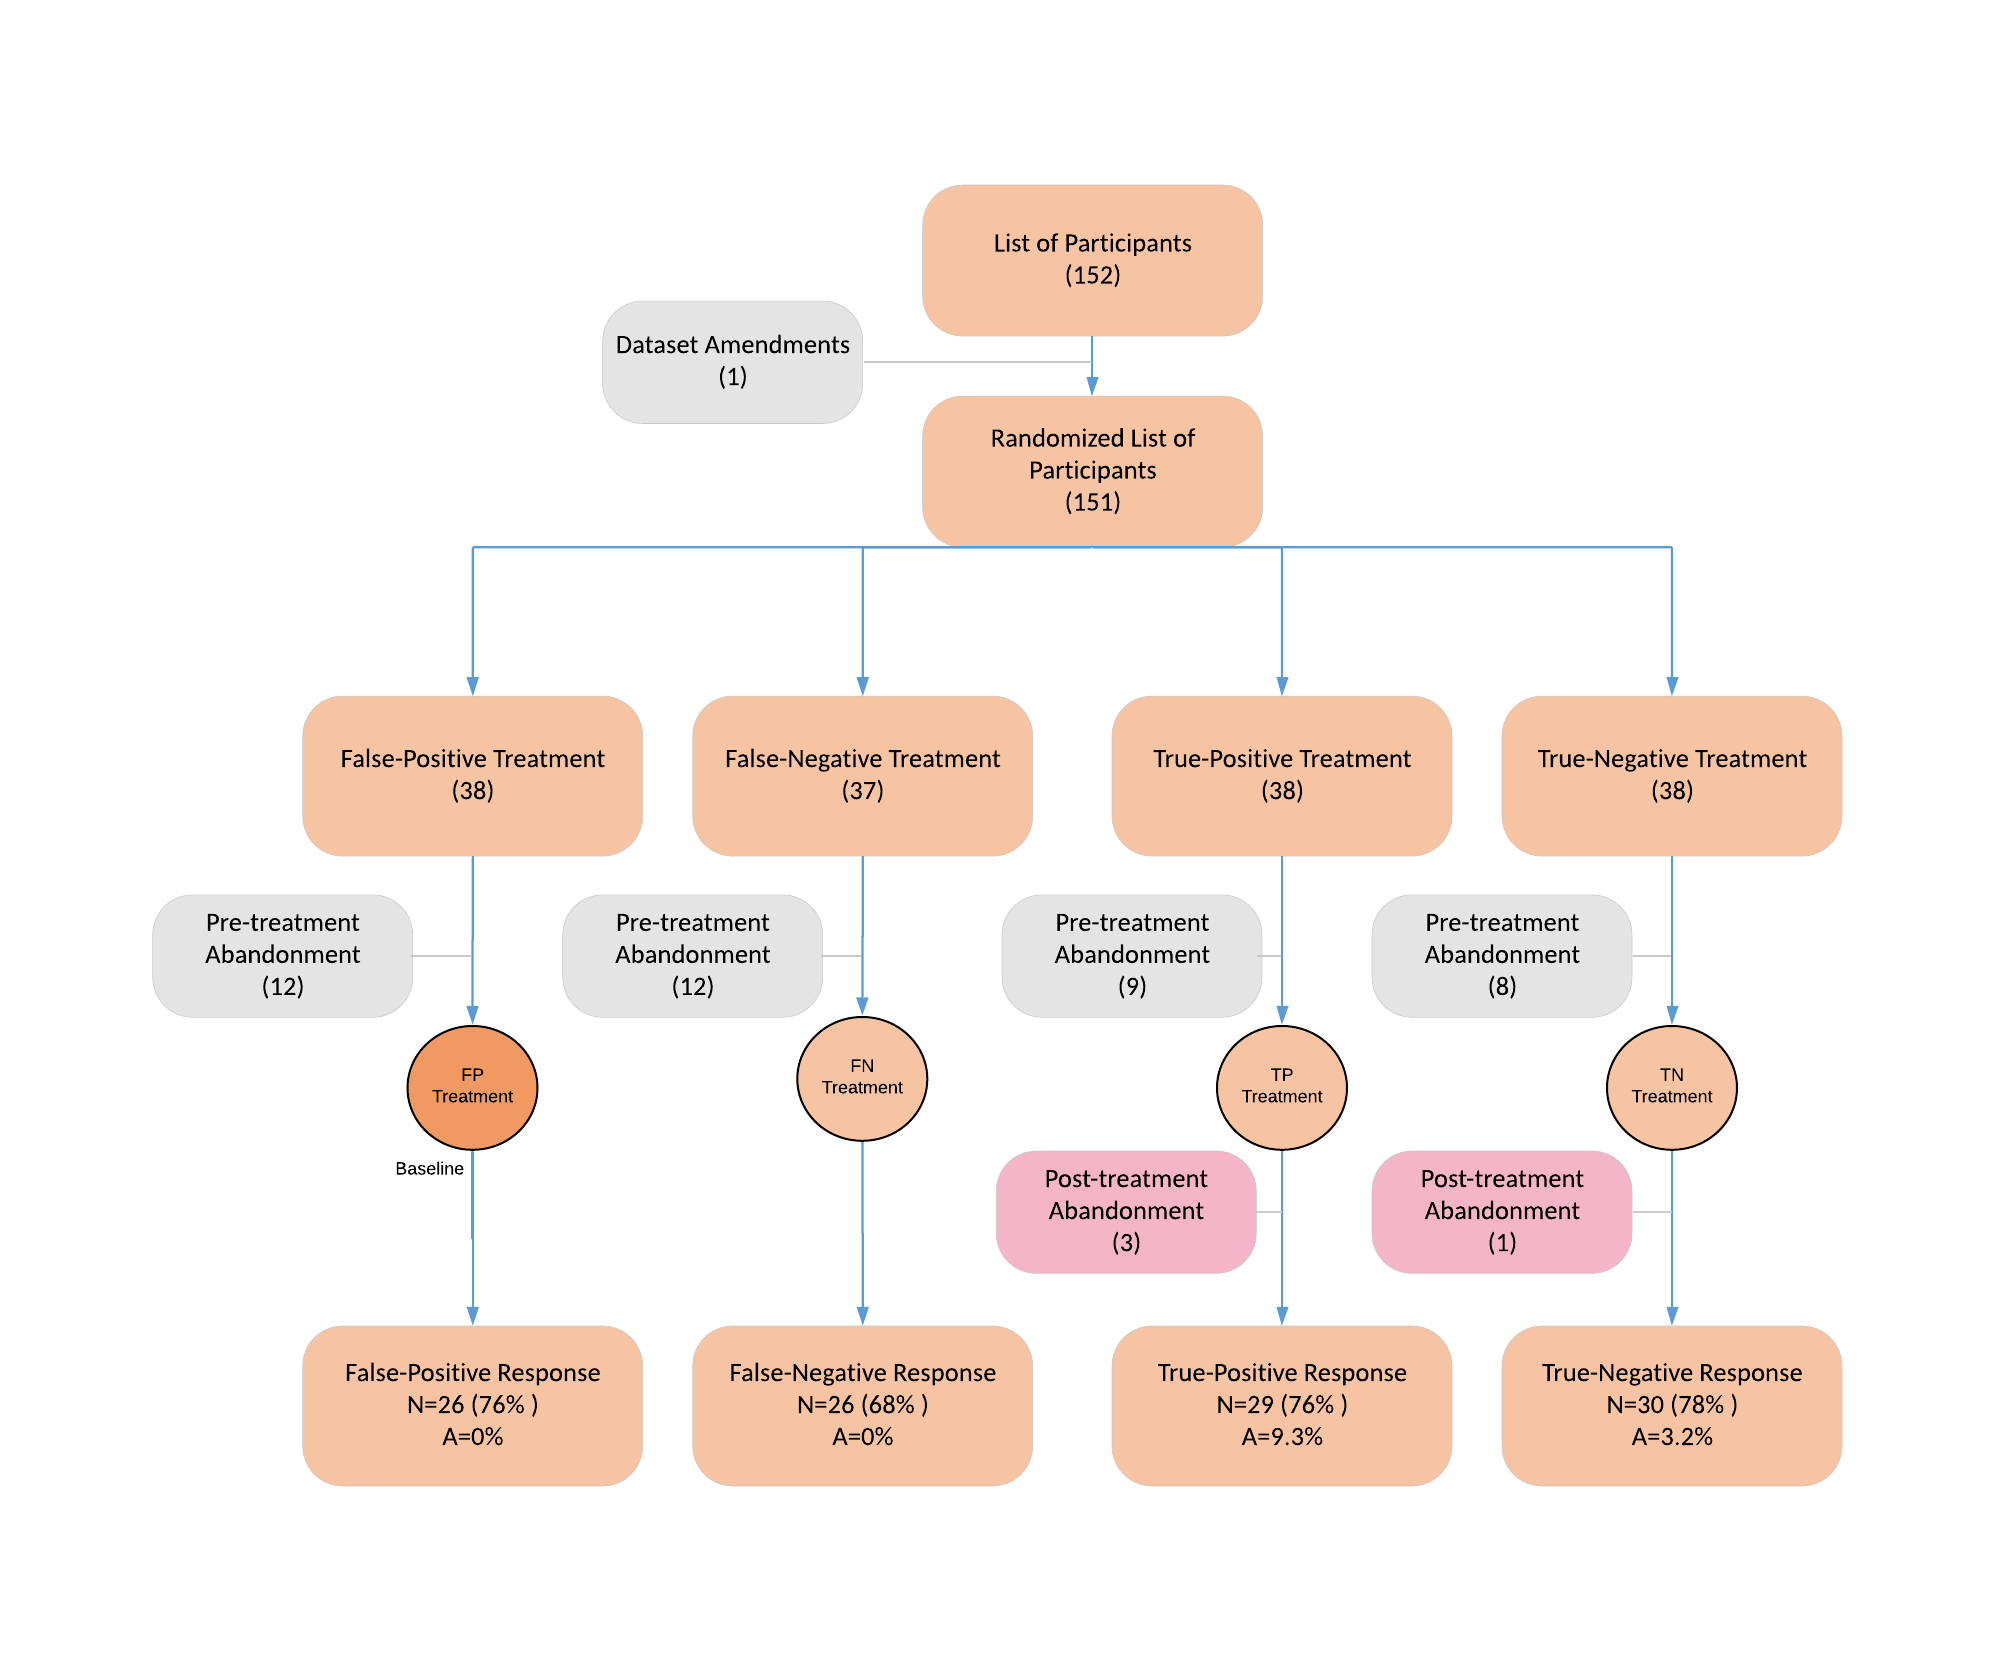 List of Participants
(152)
Dataset Amendments
(1)
Randomized List of
Participants
(151)
False-Positive Treatment
(38)
False-Negative Treatment
(37)
True-Positive Treatment
(38)
True-Negative Treatment
(38)
Pre-treatment
Abandonment
(12)
Pre-treatment
Abandonment
(12)
Pre-treatment
Abandonment
(9)
Pre-treatment
Abandonment
(8)
FP
Treatment
FN
Treatment
TP
Treatment
TN
Treatment
Baseline
Post-treatment
Abandonment
(3)
Post-treatment
Abandonment
(1)
False-Positive Response
N=26 (76% )
A=0%
False-Negative Response
N=26 (68% )
A=0%
True-Positive Response
N=29 (76% )
A=9.3%
True-Negative Response
N=30 (78% )
A=3.2%